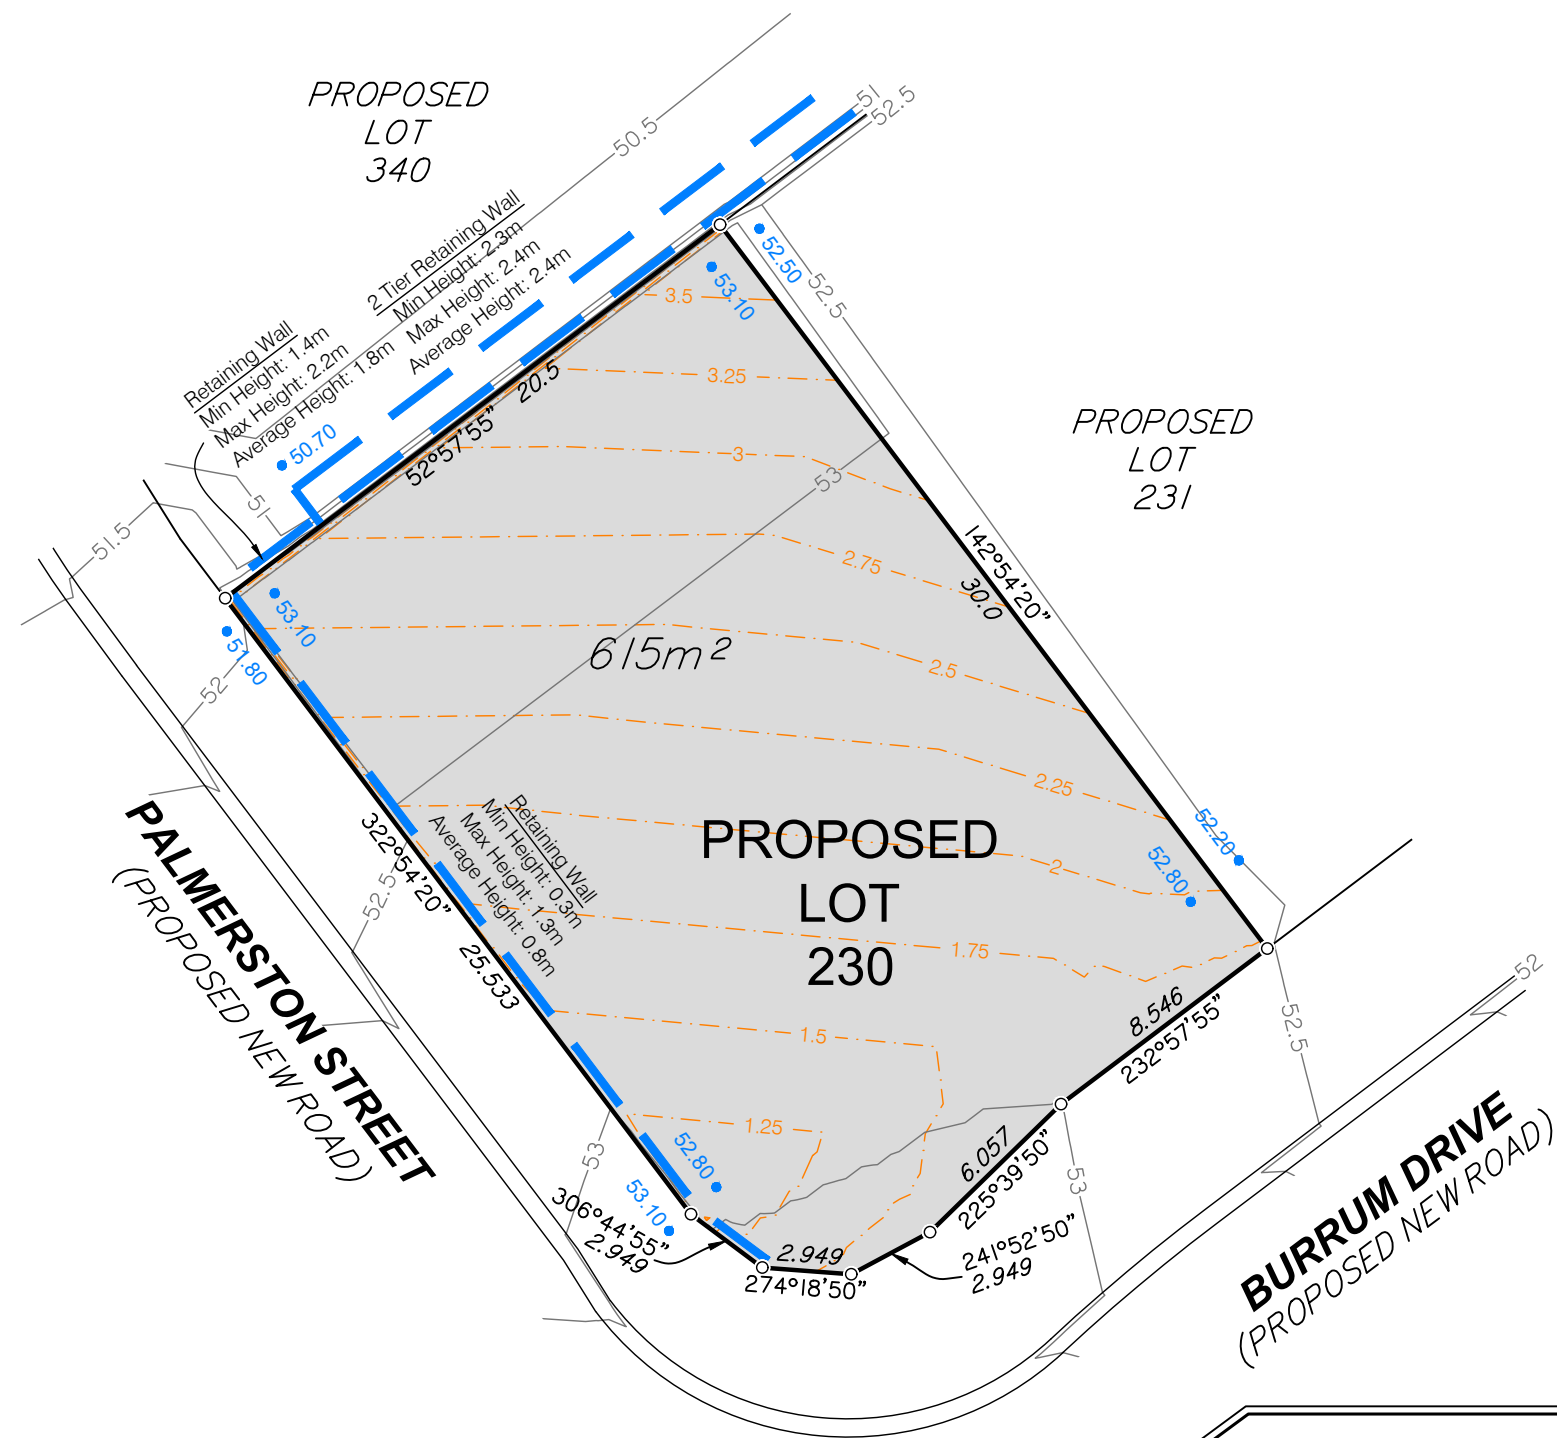 PROPOSED
LOT
340
50.5
51
52.5
2 Tier Retaining Wall
Min Height: 2.3m
Max Height: 2.4m
Average Height: 2.4m
Retaining Wall
Min Height: 1.4m
Max Height: 2.2m
Average Height: 1.8m
50.70
51
51.5
20.5
52°57'55"
52.50
52.5
53.10
3.5
3.25
3
53
PROPOSED
LOT
231
142°54'20"
30.0
2.75
53.10
51.80
52
615m²
2.5
2.25
PALMERSTON STREET
(PROPOSED NEW ROAD)
322°54'20"
25.533
52.5
Retaining Wall
Min Height: 0.3m
Max Height: 1.3m
Average Height: 0.8m
PROPOSED
LOT
230
2
52.20
52.80
1.75
1.5
1.25
8.546
232°57'55"
52.5
52
53
52.80
53.10
306°44'55"
2.949
2.949
274°18'50"
6.057
225°39'50"
241°52'50"
2.949
53
BURRUM DRIVE
(PROPOSED NEW ROAD)